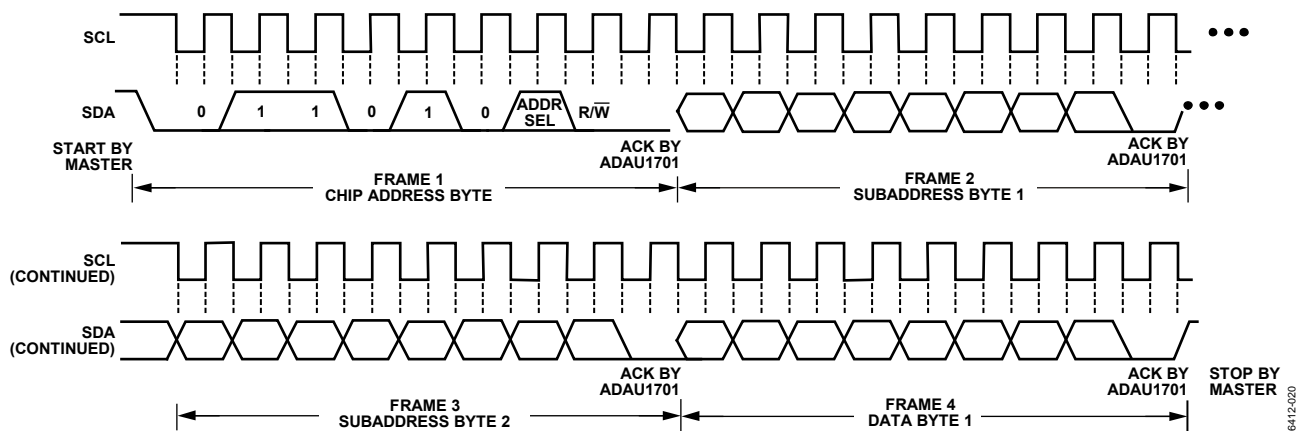 SCL
SDA
0 1 1 0 1 0 ADDR SEL R/W̅
START BY MASTER
ACK BY ADAU1701
ACK BY ADAU1701
FRAME 1
CHIP ADDRESS BYTE
FRAME 2
SUBADDRESS BYTE 1
SCL
(CONTINUED)
SDA
(CONTINUED)
ACK BY ADAU1701
ACK BY ADAU1701
STOP BY MASTER
FRAME 3
SUBADDRESS BYTE 2
FRAME 4
DATA BYTE 1
6412-020